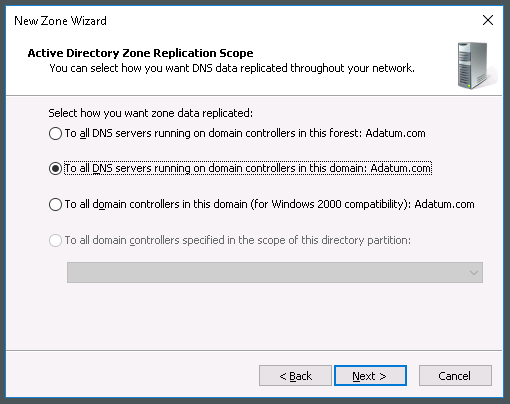 New Zone Wizard
Active Directory Zone Replication Scope
You can select how you want DNS data replicated throughout your network.
Select how you want zone data replicated:
To all DNS servers running on domain controllers in this forest: Adatum.com
To all DNS servers running on domain controllers in this domain: Adatum.com
To all domain controllers in this domain (for Windows 2000 compatibility): Adatum.com
To all domain controllers specified in the scope of this directory partition:
< Back
Next >
Cancel